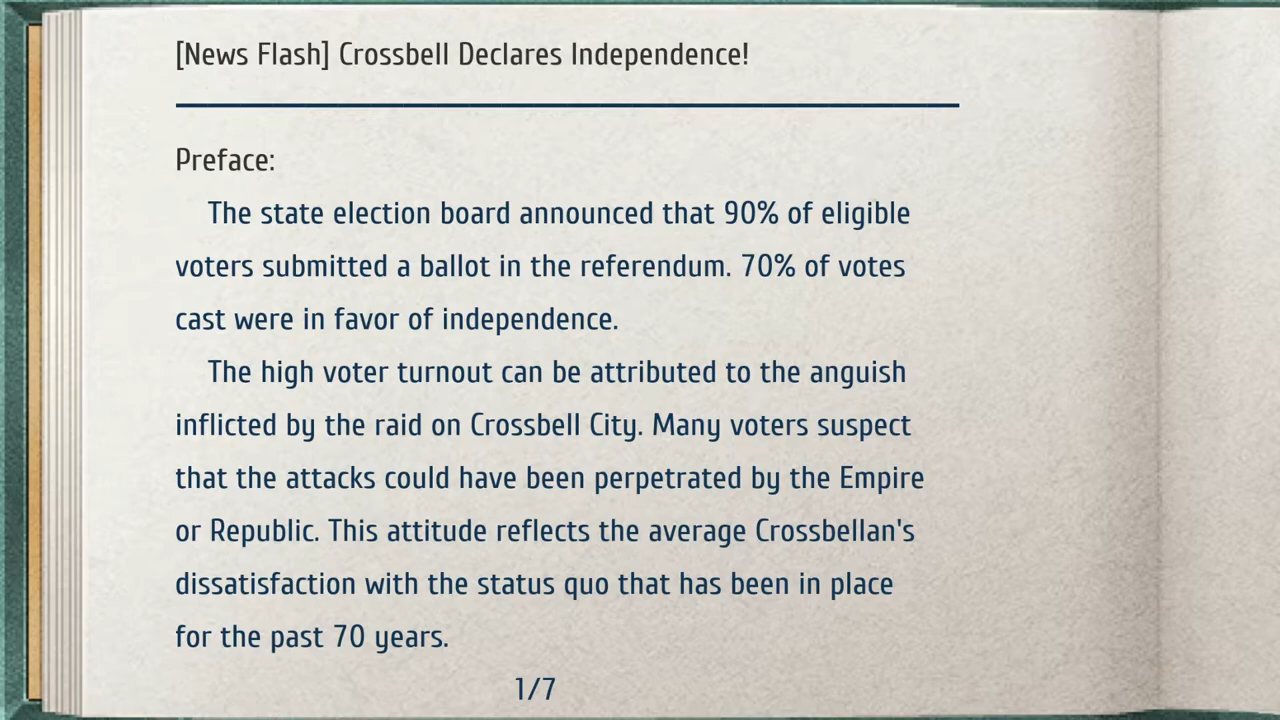 [News Flash] Crossbell Declares Independence!
Preface:
The state election board announced that 90% of eligible
voters submitted a ballot in the referendum. 70% of votes
cast were in favor of independence.
The high voter turnout can be attributed to the anguish
inflicted by the raid on Crossbell City. Many voters suspect
that the attacks could have been perpetrated by the Empire
or Republic. This attitude reflects the average Crossbellan's
dissatisfaction with the status quo that has been in place
for the past 70 years.
1/7